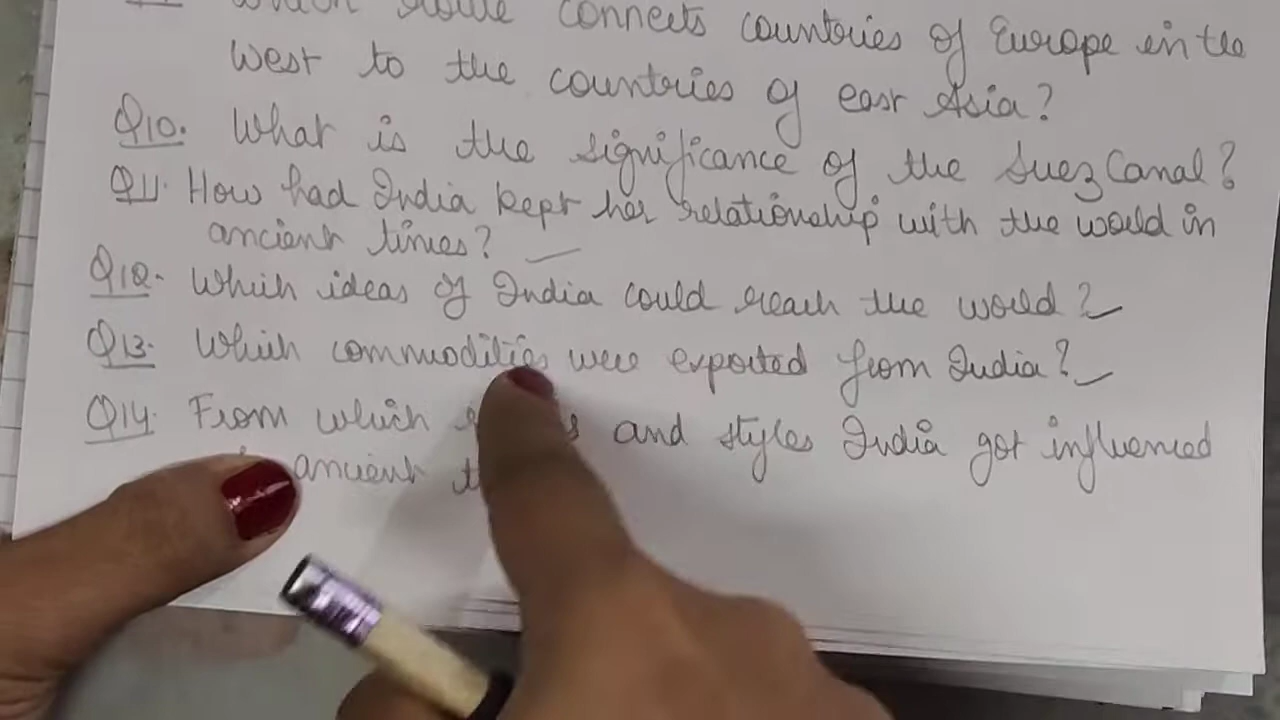 connects countries of Europe in the
West to the countries of east Asia?
Q10. What is the significance of the Suez Canal?
Q11. How had India kept her relationship with the world in
ancient times?
Q12. Which ideas of India could reach the world?
Q13. Which commodities were exported from India?
Q14. From which and styles India got influenced
ancient